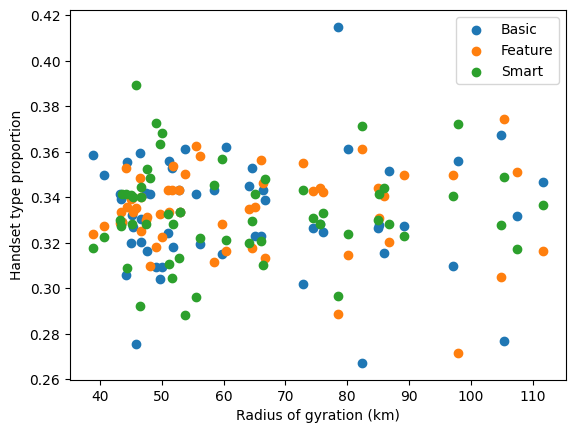 Basic
Feature
Smart
0.42
0.40
0.38
0.36
0.34
0.32
0.30
0.28
0.26
Handset type proportion
40 50 60 70 80 90 100 110
Radius of gyration (km)